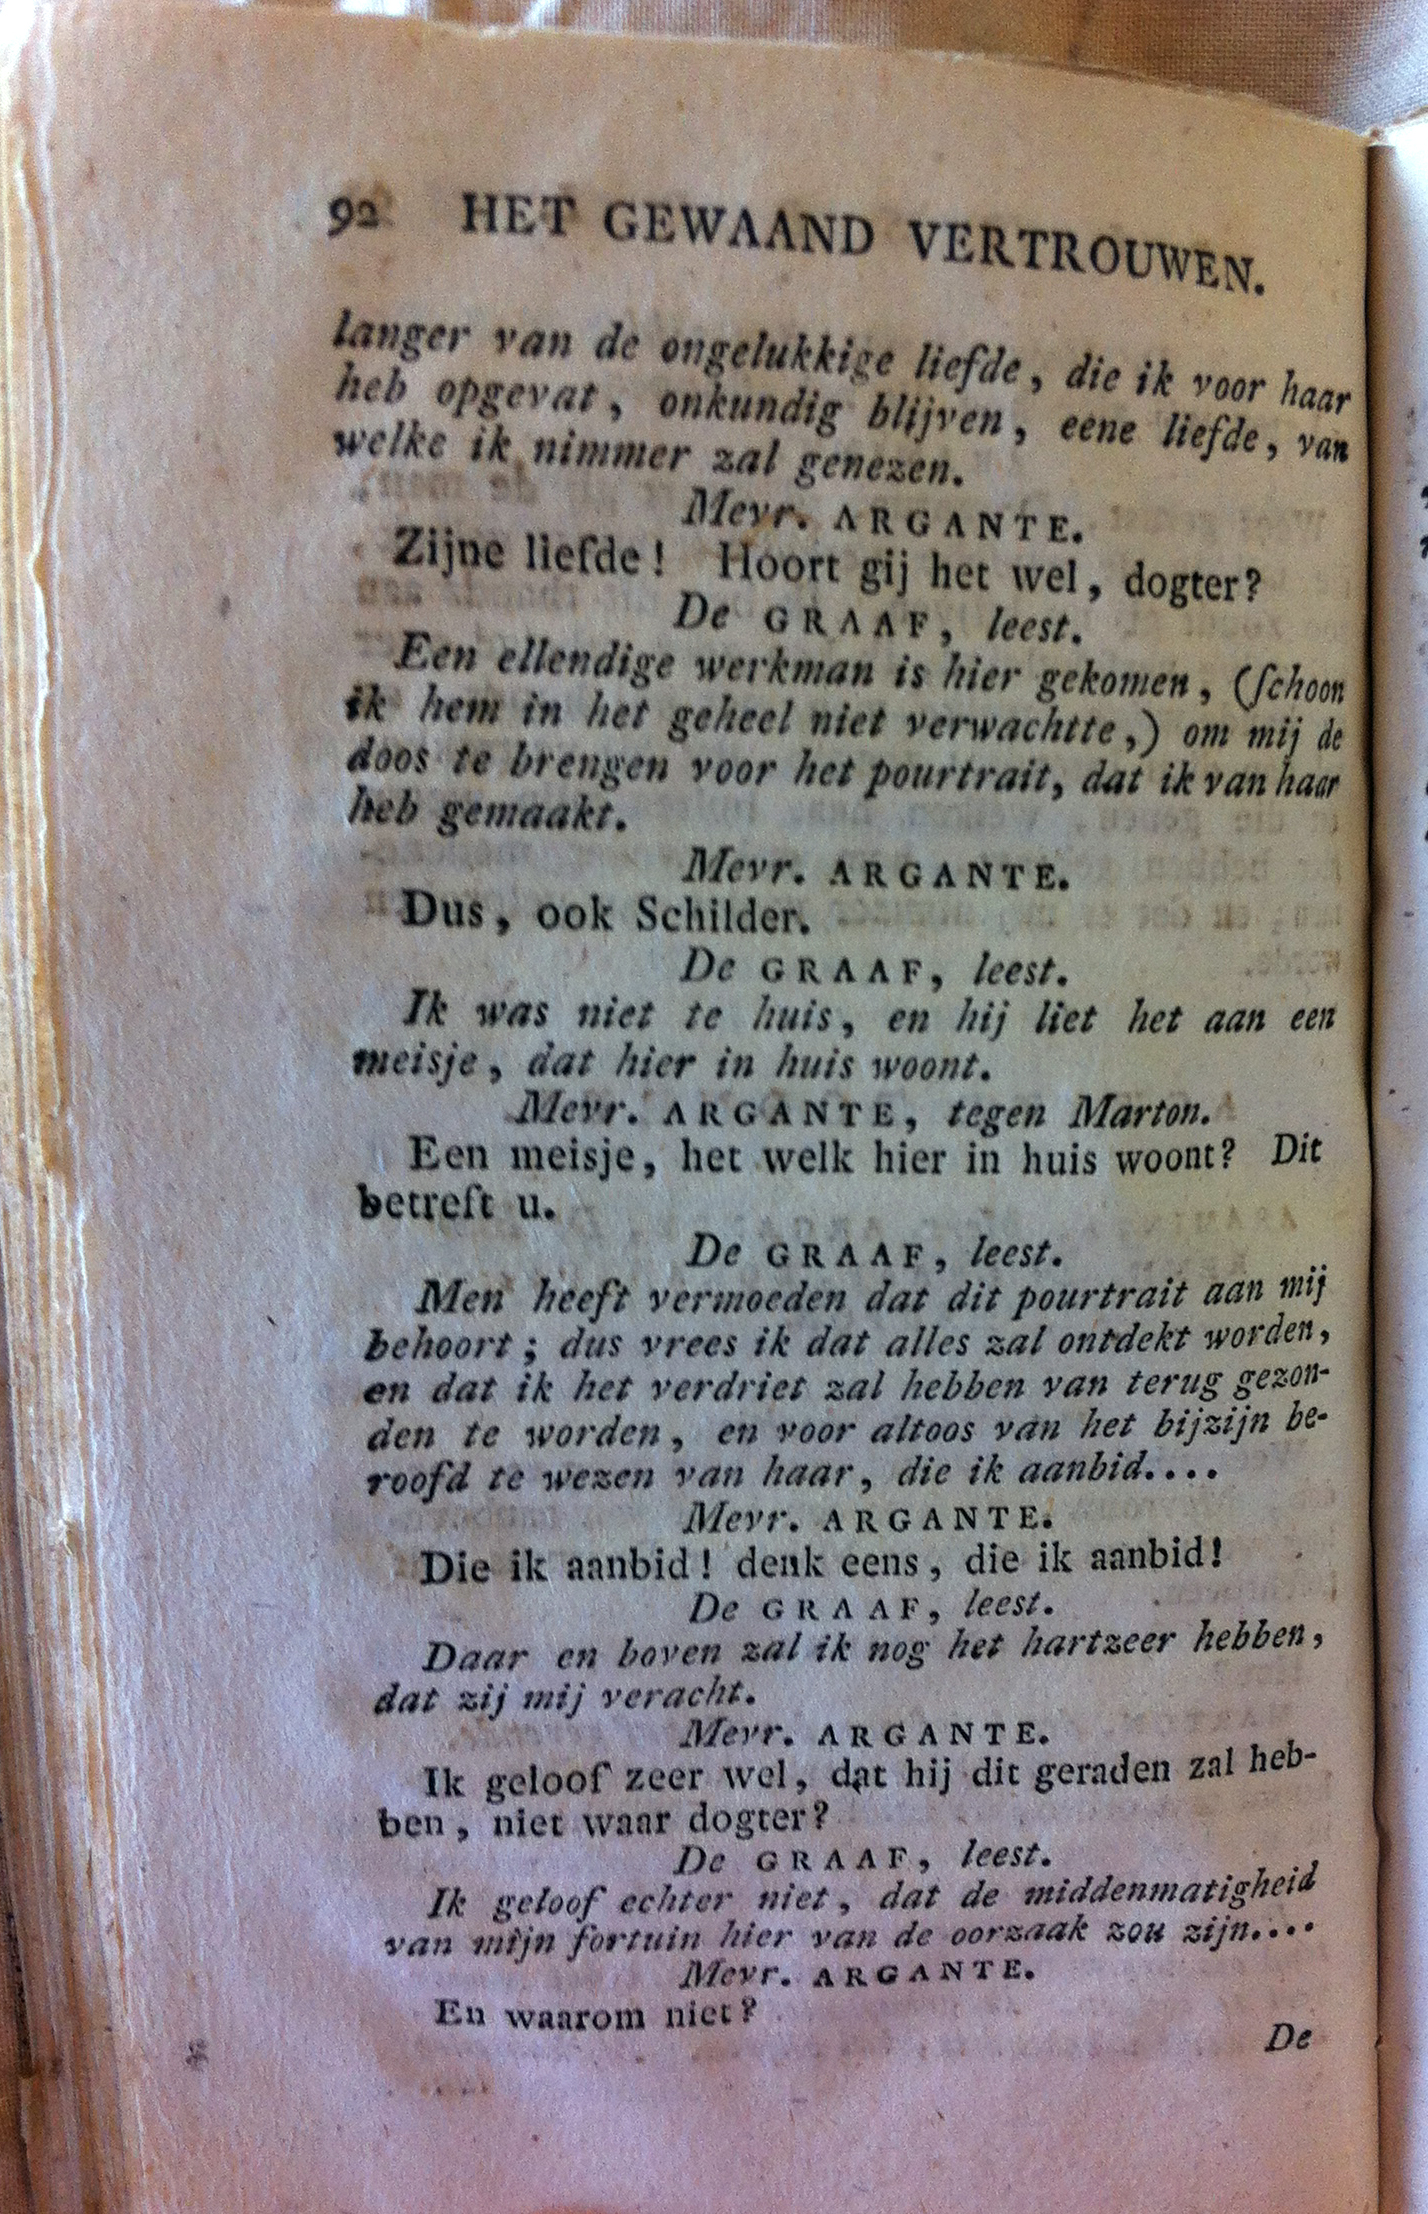 92 HET GEWAAND VERTROUWEN.
langer van de ongelukkige liefde, die ik voor haar
heb opgevat, onkundig blijven, eene liefde, van
welke ik nimmer zal genezen.
Mevr. ARGANTE.
Zijne liefde! Hoort gij het wel, dogter?
De GRAAF, leest.
Een ellendige werkman is hier gekomen, (ſchoon
ik hem in het geheel niet verwachtte,) om mij de
doos te brengen voor het pourtrait, dat ik van haar
heb gemaakt.
Mevr. ARGANTE.
Dus, ook Schilder.
De GRAAF, leest.
Ik was niet te huis, en hij liet het aan een
meisje, dat hier in huis woont.
Mevr. ARGANTE, tegen Marton.
Een meisje, het welk hier in huis woont? Dit
betreft u.
De GRAAF, leest.
Men heeft vermoeden dat dit pourtrait aan mij
behoort; dus vrees ik dat alles zal ontdekt worden,
en dat ik het verdriet zal hebben van terug gezon-
den te worden, en voor altoos van het bijzijn be-
roofd te wezen van haar, die ik aanbid....
Mevr. ARGANTE.
Die ik aanbid! denk eens, die ik aanbid!
De GRAAF, leest.
Daar en boven zal ik nog het hartzeer hebben,
dat zij mij veracht.
Mevr. ARGANTE.
Ik geloof zeer wel, dat hij dit geraden zal heb-
ben, niet waar dogter?
De GRAAF, leest.
Ik geloof echter niet, dat de middenmatigheid
van mijn fortuin hier van de oorzaak zou zijn....
Mevr. ARGANTE.
En waarom niet?
De